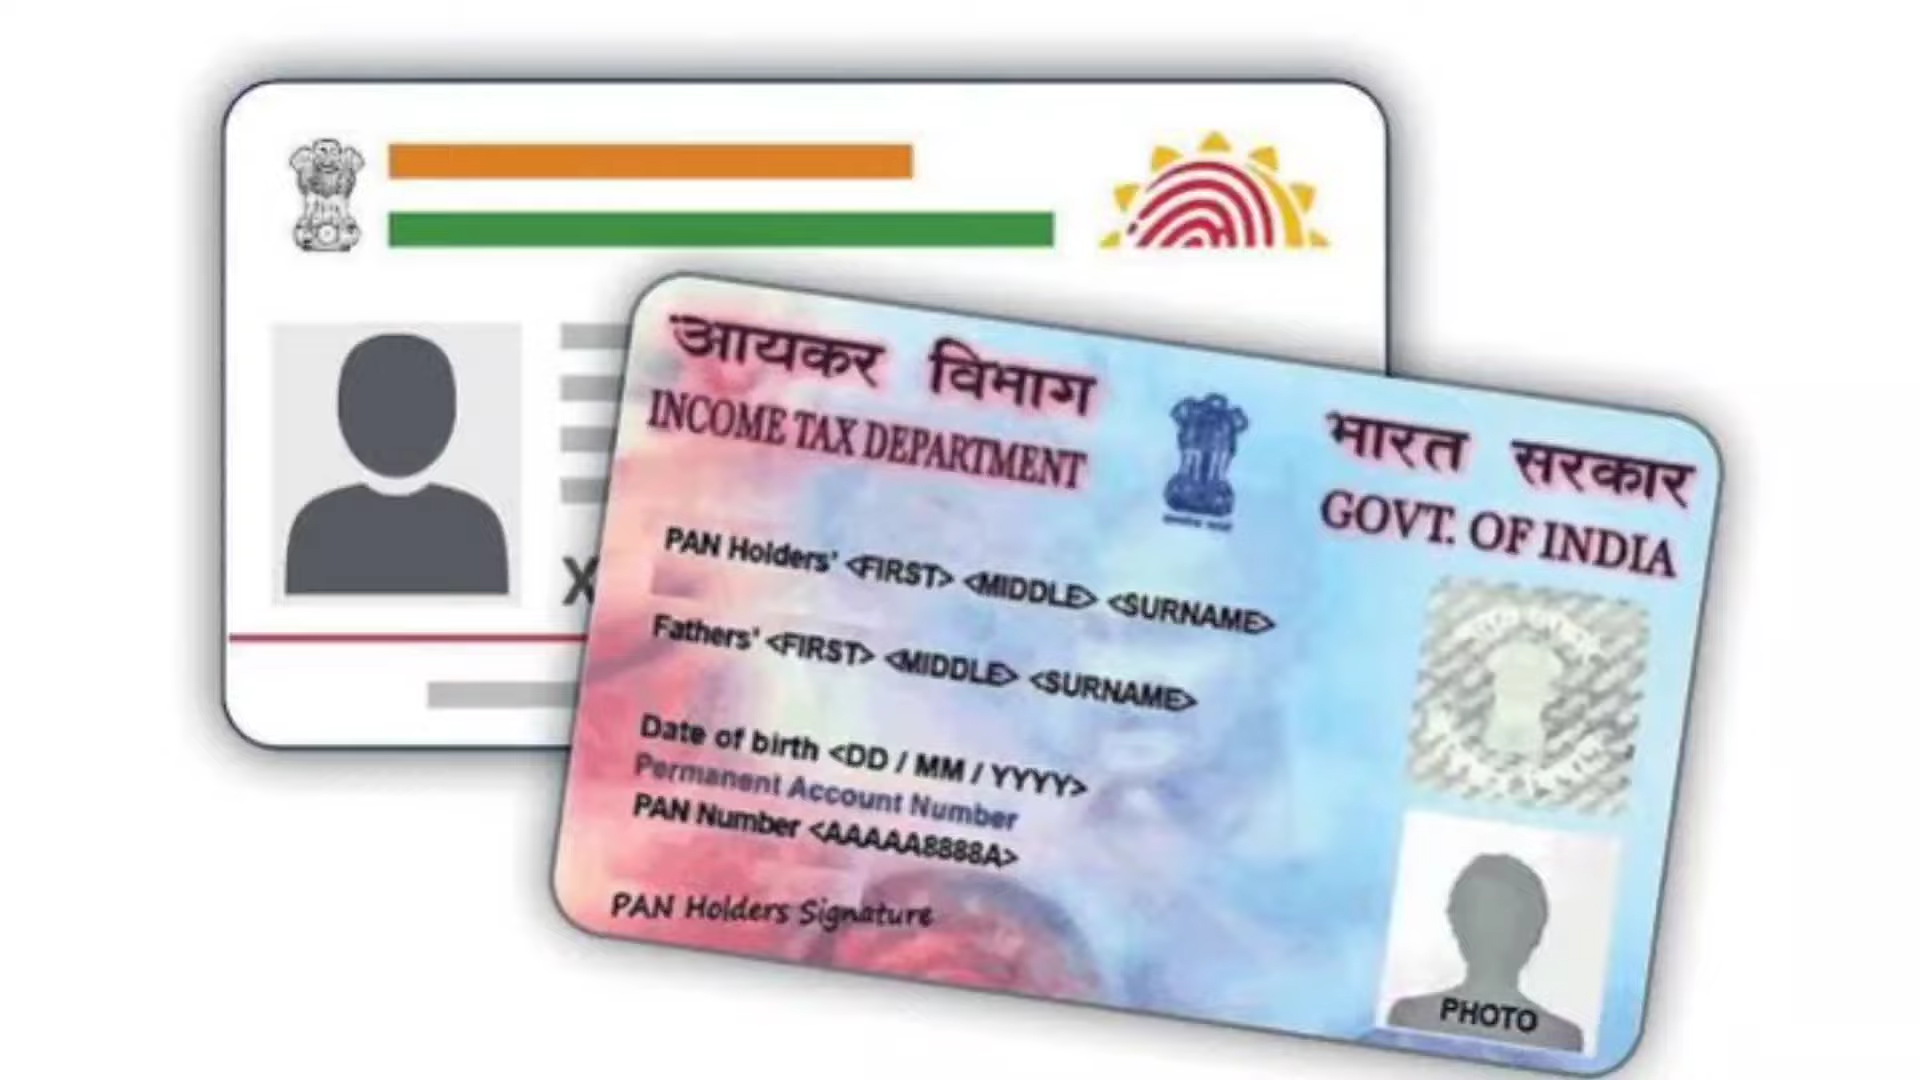 आयकर विभाग
INCOME TAX DEPARTMENT
भारत सरकार
GOVT. OF INDIA
PAN Holders' <FIRST> <MIDDLE> <SURNAME>
Fathers' <FIRST> <MIDDLE> <SURNAME>
Date of birth <DD / MM / YYYY>
Permanent Account Number
PAN Number <AAAAA8888A>
PAN Holders Signature
PHOTO
X